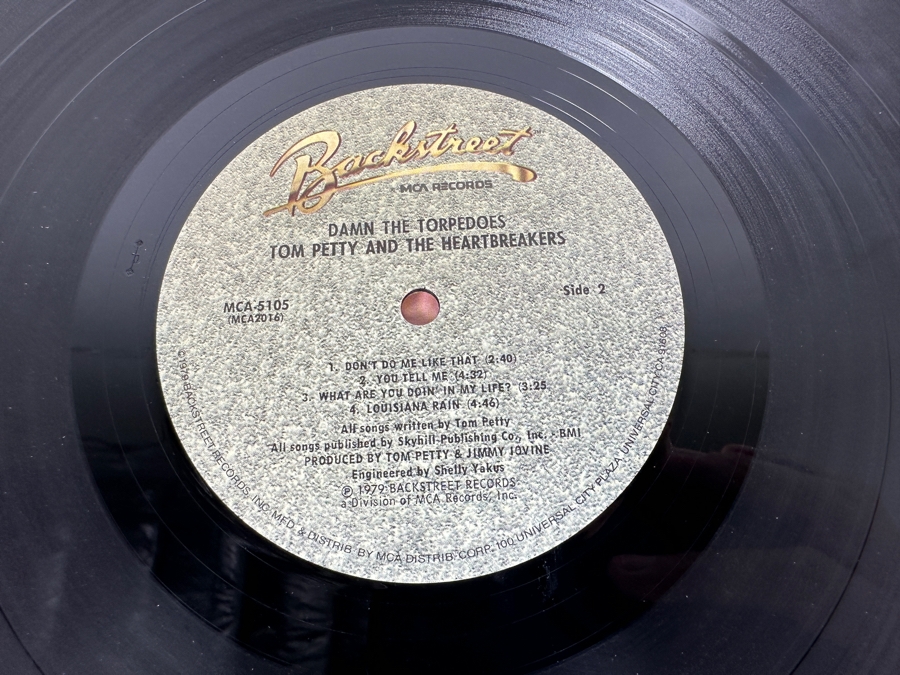 Backstreet
MCA RECORDS
DAMN THE TORPEDOES
TOM PETTY AND THE HEARTBREAKERS
MCA-5105
(MCA2016)
Side 2
1. DON'T DO ME LIKE THAT (2:40)
2. YOU TELL ME (4:32)
3. WHAT ARE YOU DOIN' IN MY LIFE? (3:25
4. LOUISIANA RAIN (4:46)
All songs written by Tom Petty
All songs published by Skyhill Publishing Co., Inc. - BMI
PRODUCED BY TOM PETTY & JIMMY IOVINE
Engineered by Shelly Yakus
℗ 1979 BACKSTREET RECORDS
a Division of MCA Records, Inc.
©1979 BACKSTREET RECORDS, INC. MFD. & DISTRIB. BY MCA DISTRIB. CORP. 100 UNIVERSAL CITY PLAZA, UNIVERSAL CITY, CA